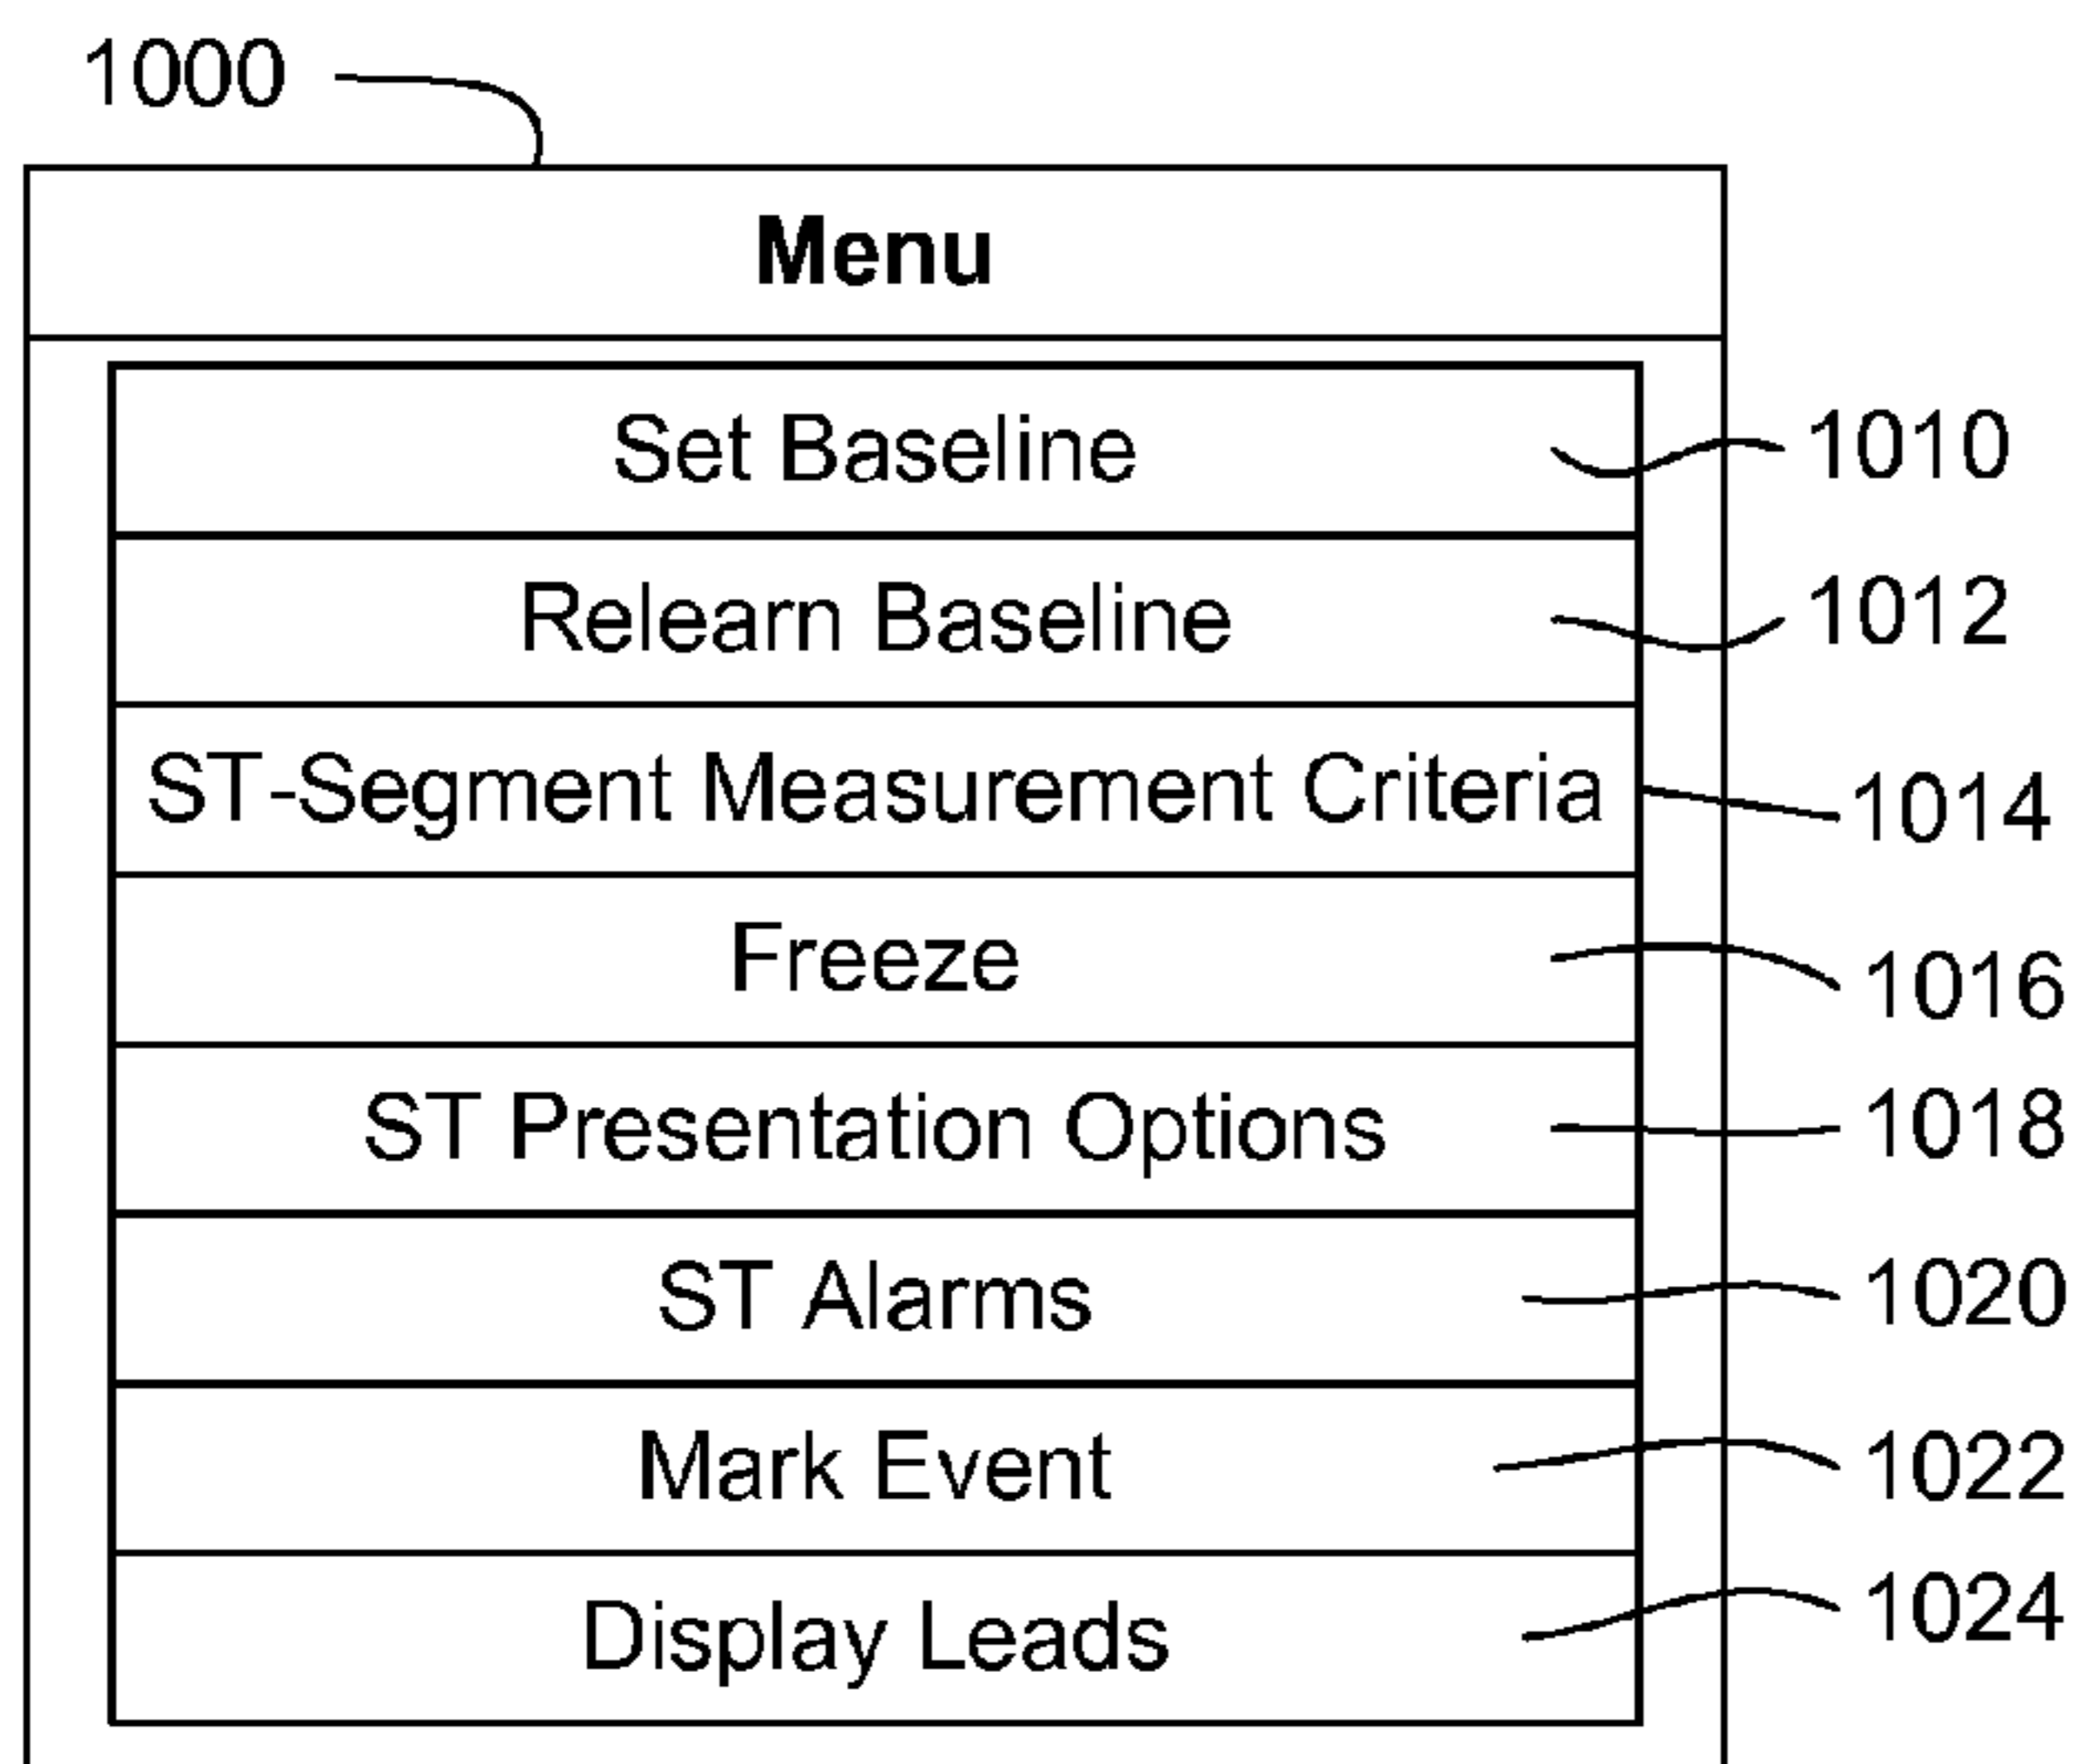 1000
Menu
Set Baseline 1010
Relearn Baseline 1012
ST-Segment Measurement Criteria 1014
Freeze 1016
ST Presentation Options 1018
ST Alarms 1020
Mark Event 1022
Display Leads 1024